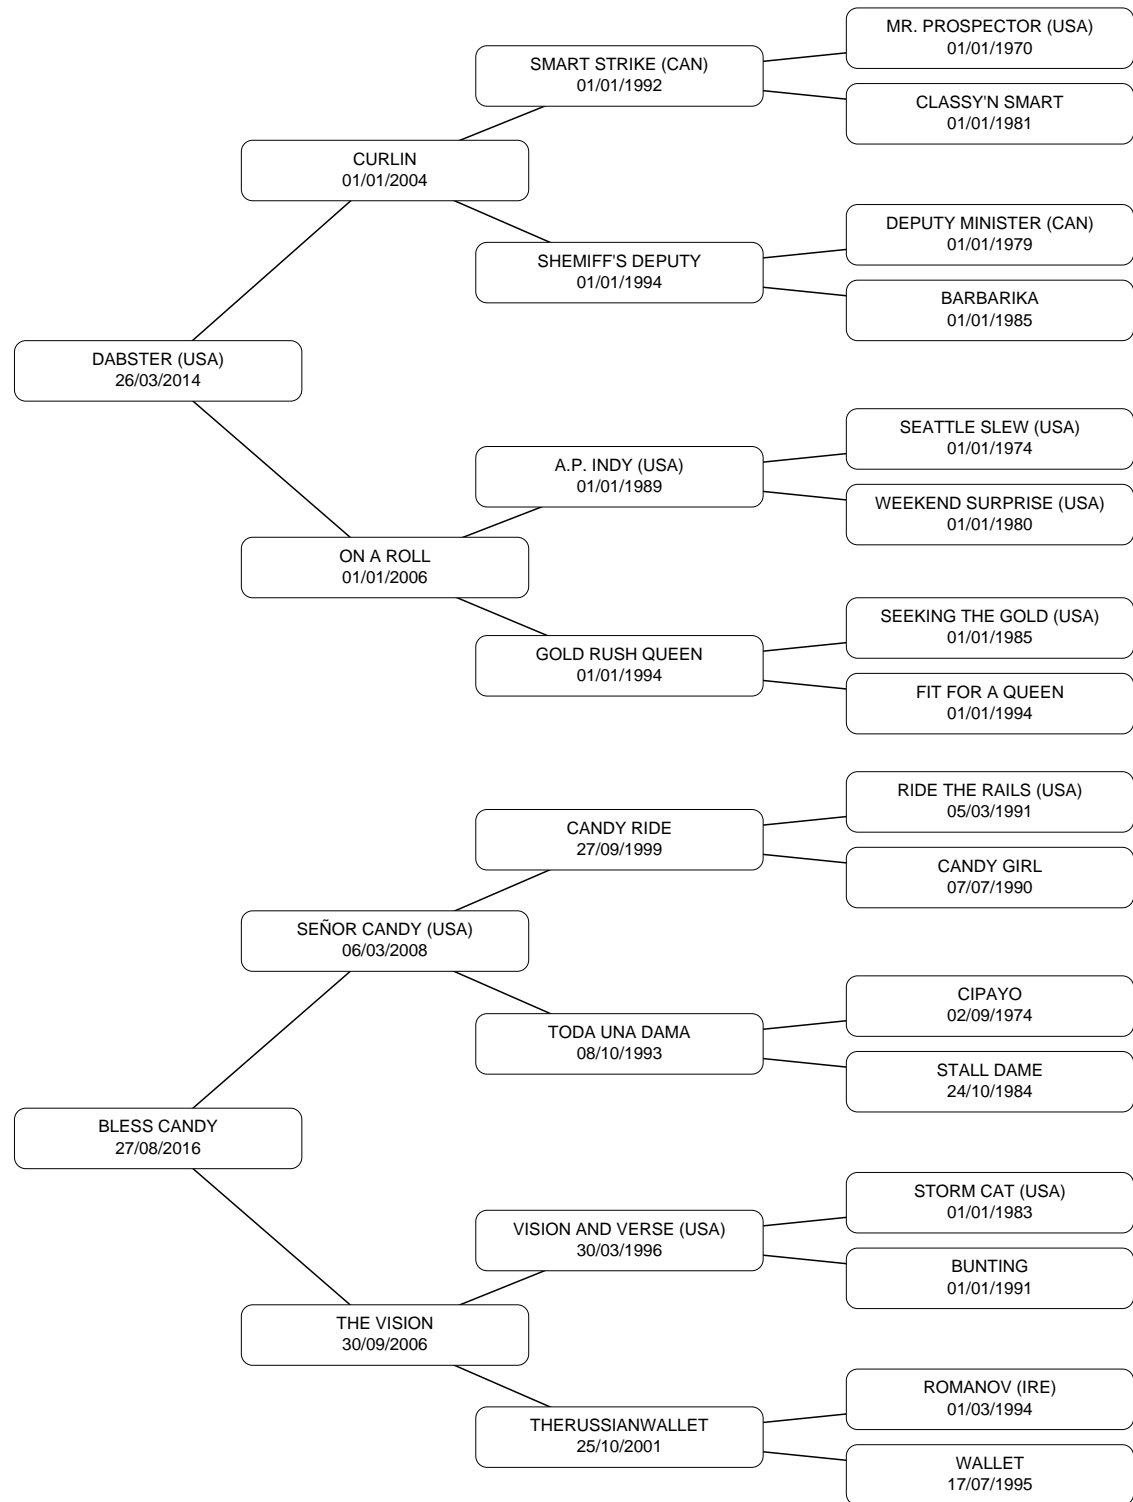 MR. PROSPECTOR (USA)
01/01/1970
SMART STRIKE (CAN)
01/01/1992
CLASSY'N SMART
01/01/1981
CURLIN
01/01/2004
DEPUTY MINISTER (CAN)
01/01/1979
SHEMIFF'S DEPUTY
01/01/1994
BARBARIKA
01/01/1985
DABSTER (USA)
26/03/2014
SEATTLE SLEW (USA)
01/01/1974
A.P. INDY (USA)
01/01/1989
WEEKEND SURPRISE (USA)
01/01/1980
ON A ROLL
01/01/2006
SEEKING THE GOLD (USA)
01/01/1985
GOLD RUSH QUEEN
01/01/1994
FIT FOR A QUEEN
01/01/1994
RIDE THE RAILS (USA)
05/03/1991
CANDY RIDE
27/09/1999
CANDY GIRL
07/07/1990
SEÑOR CANDY (USA)
06/03/2008
CIPAYO
02/09/1974
TODA UNA DAMA
08/10/1993
STALL DAME
24/10/1984
BLESS CANDY
27/08/2016
STORM CAT (USA)
01/01/1983
VISION AND VERSE (USA)
30/03/1996
BUNTING
01/01/1991
THE VISION
30/09/2006
ROMANOV (IRE)
01/03/1994
THERUSSIANWALLET
25/10/2001
WALLET
17/07/1995